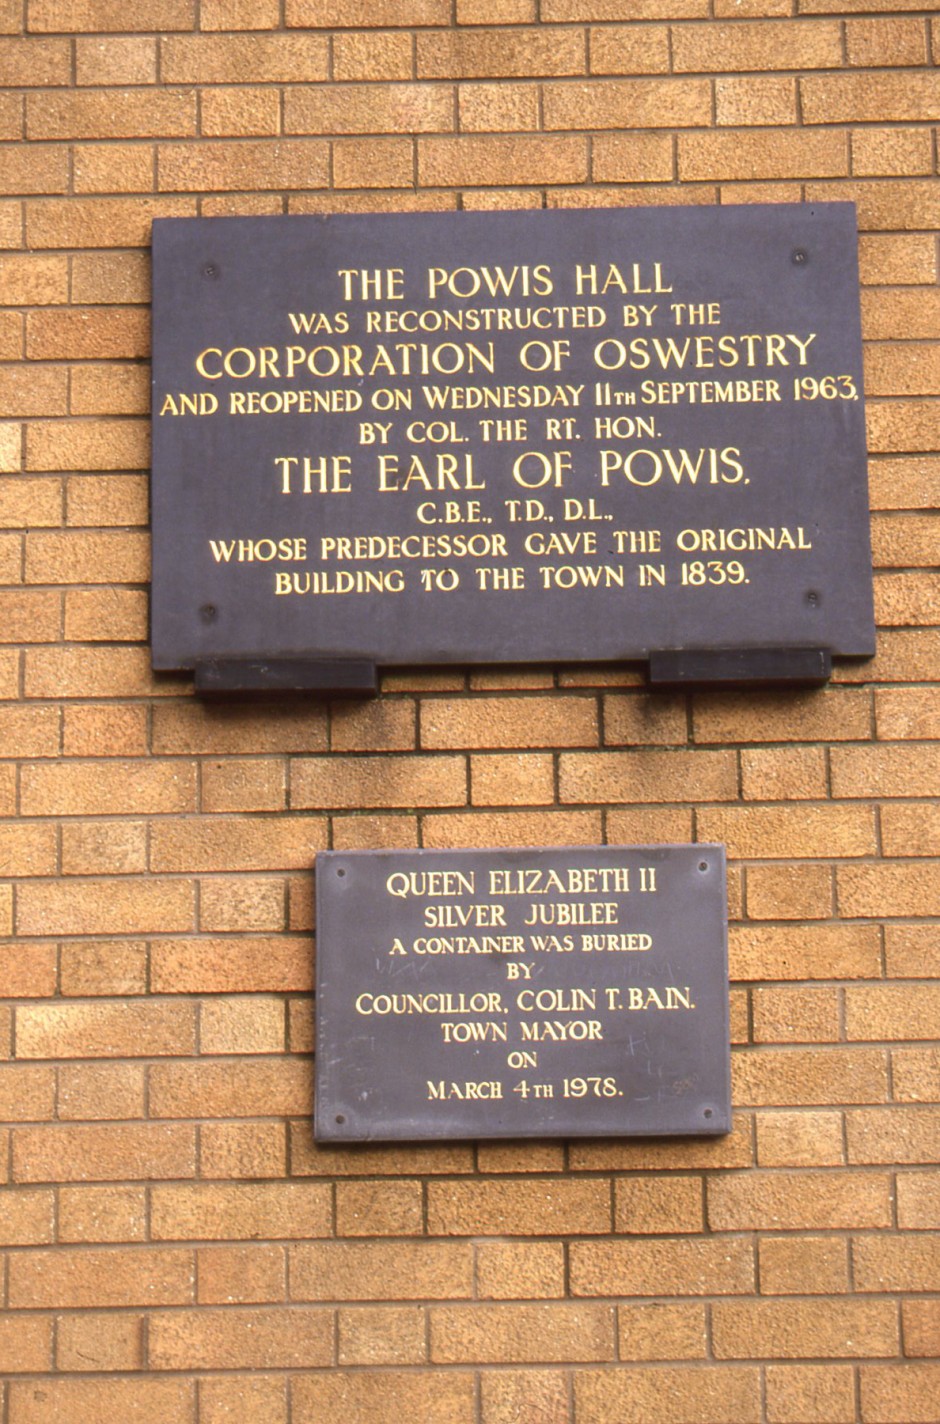 THE POWIS HALL
WAS RECONSTRUCTED BY THE
CORPORATION OF OSWESTRY
AND REOPENED ON WEDNESDAY 11TH SEPTEMBER 1963,
BY COL. THE RT. HON.
THE EARL OF POWIS,
C.B.E., T.D., D.L.,
WHOSE PREDECESSOR GAVE THE ORIGINAL
BUILDING TO THE TOWN IN 1839.
QUEEN ELIZABETH II
SILVER JUBILEE
A CONTAINER WAS BURIED
BY
COUNCILLOR, COLIN T. BAIN.
TOWN MAYOR
ON
MARCH 4TH 1978.